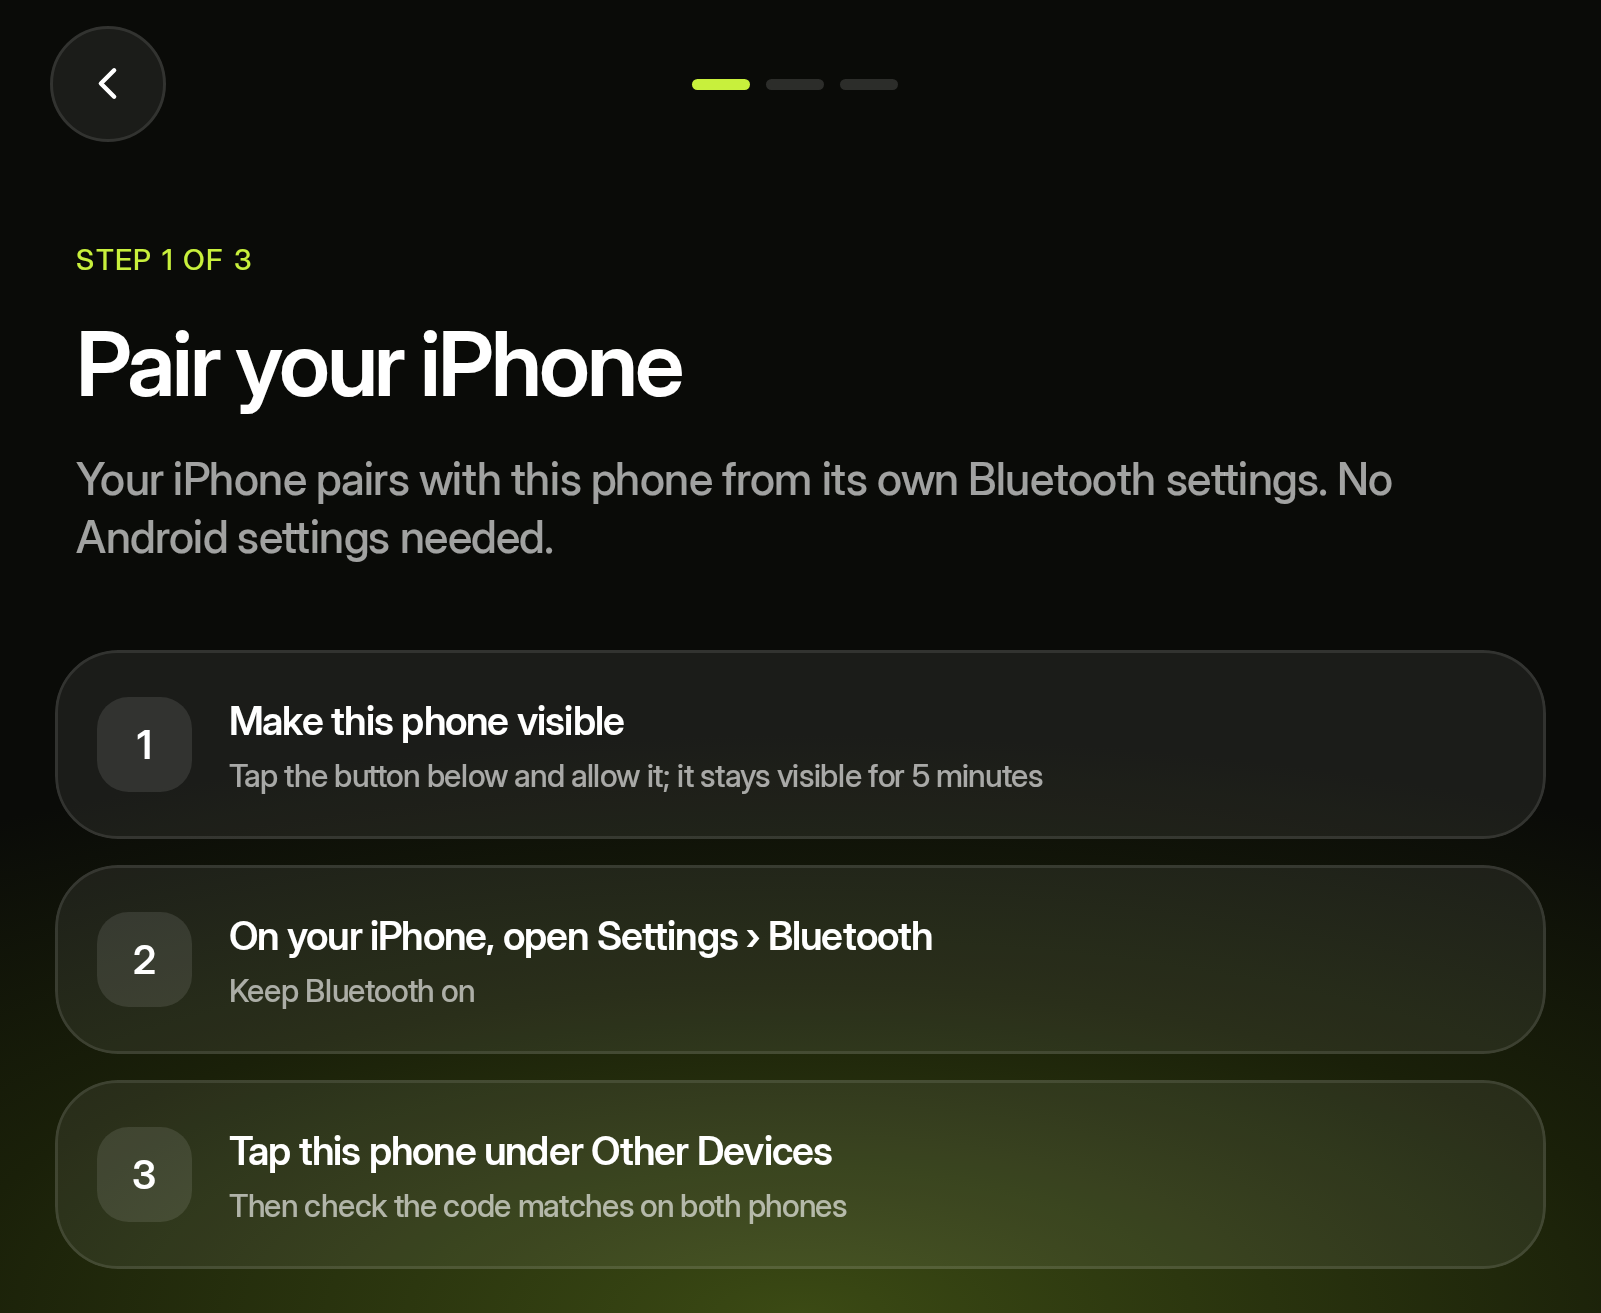 STEP 1 OF 3
Pair your iPhone
Your iPhone pairs with this phone from its own Bluetooth settings. No
Android settings needed.
1
Make this phone visible
Tap the button below and allow it; it stays visible for 5 minutes
2
On your iPhone, open Settings › Bluetooth
Keep Bluetooth on
3
Tap this phone under Other Devices
Then check the code matches on both phones